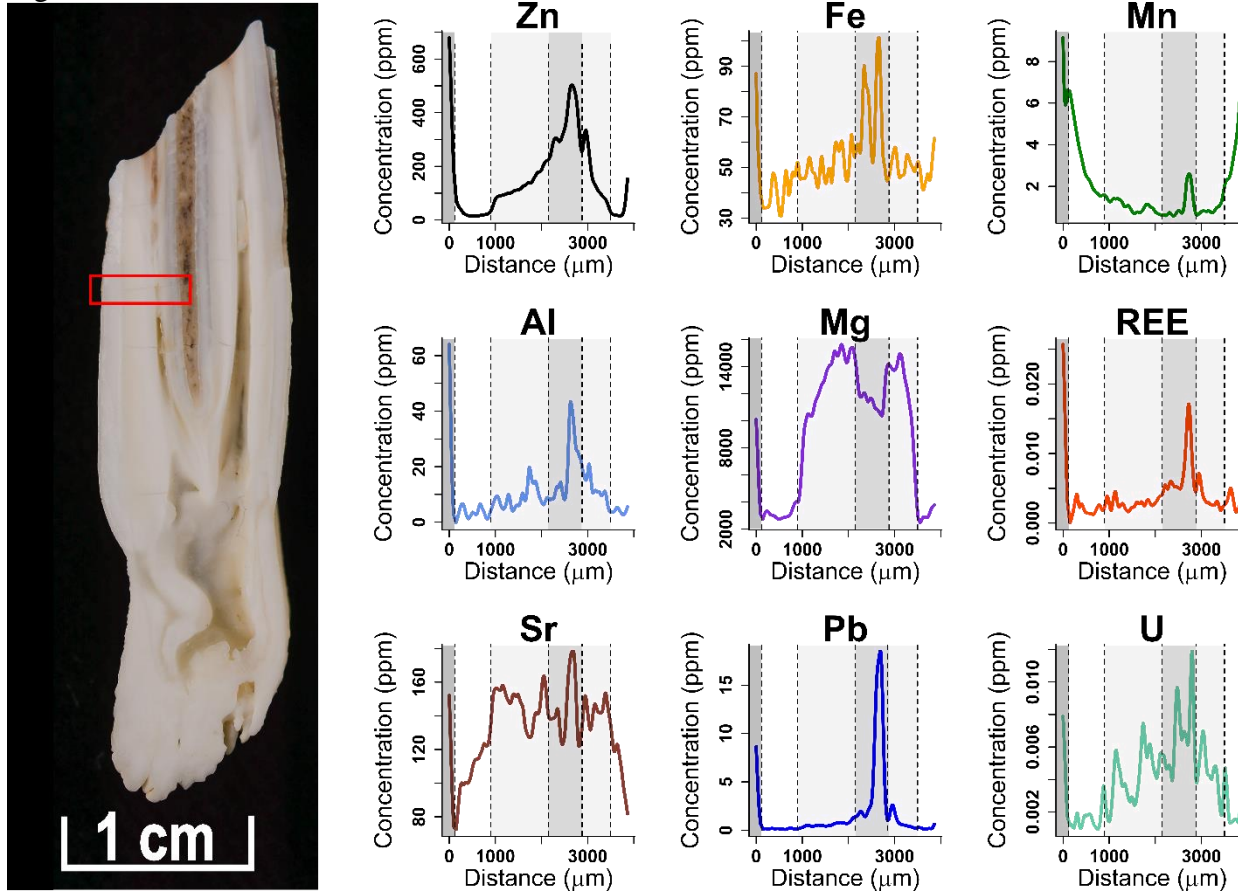 1 cm
Zn
Concentration (ppm)
0 200 400 600
0 1000 3000
Distance (μm)
Fe
Concentration (ppm)
30 50 70 90
0 1000 3000
Distance (μm)
Mn
Concentration (ppm)
2 4 6 8
0 1000 3000
Distance (μm)
Al
Concentration (ppm)
0 20 40 60
0 1000 3000
Distance (μm)
Mg
Concentration (ppm)
2000 8000 14000
0 1000 3000
Distance (μm)
REE
Concentration (ppm)
0.000 0.010 0.020
0 1000 3000
Distance (μm)
Sr
Concentration (ppm)
80 120 160
0 1000 3000
Distance (μm)
Pb
Concentration (ppm)
0 5 10 15
0 1000 3000
Distance (μm)
U
Concentration (ppm)
0.002 0.006 0.010
0 1000 3000
Distance (μm)